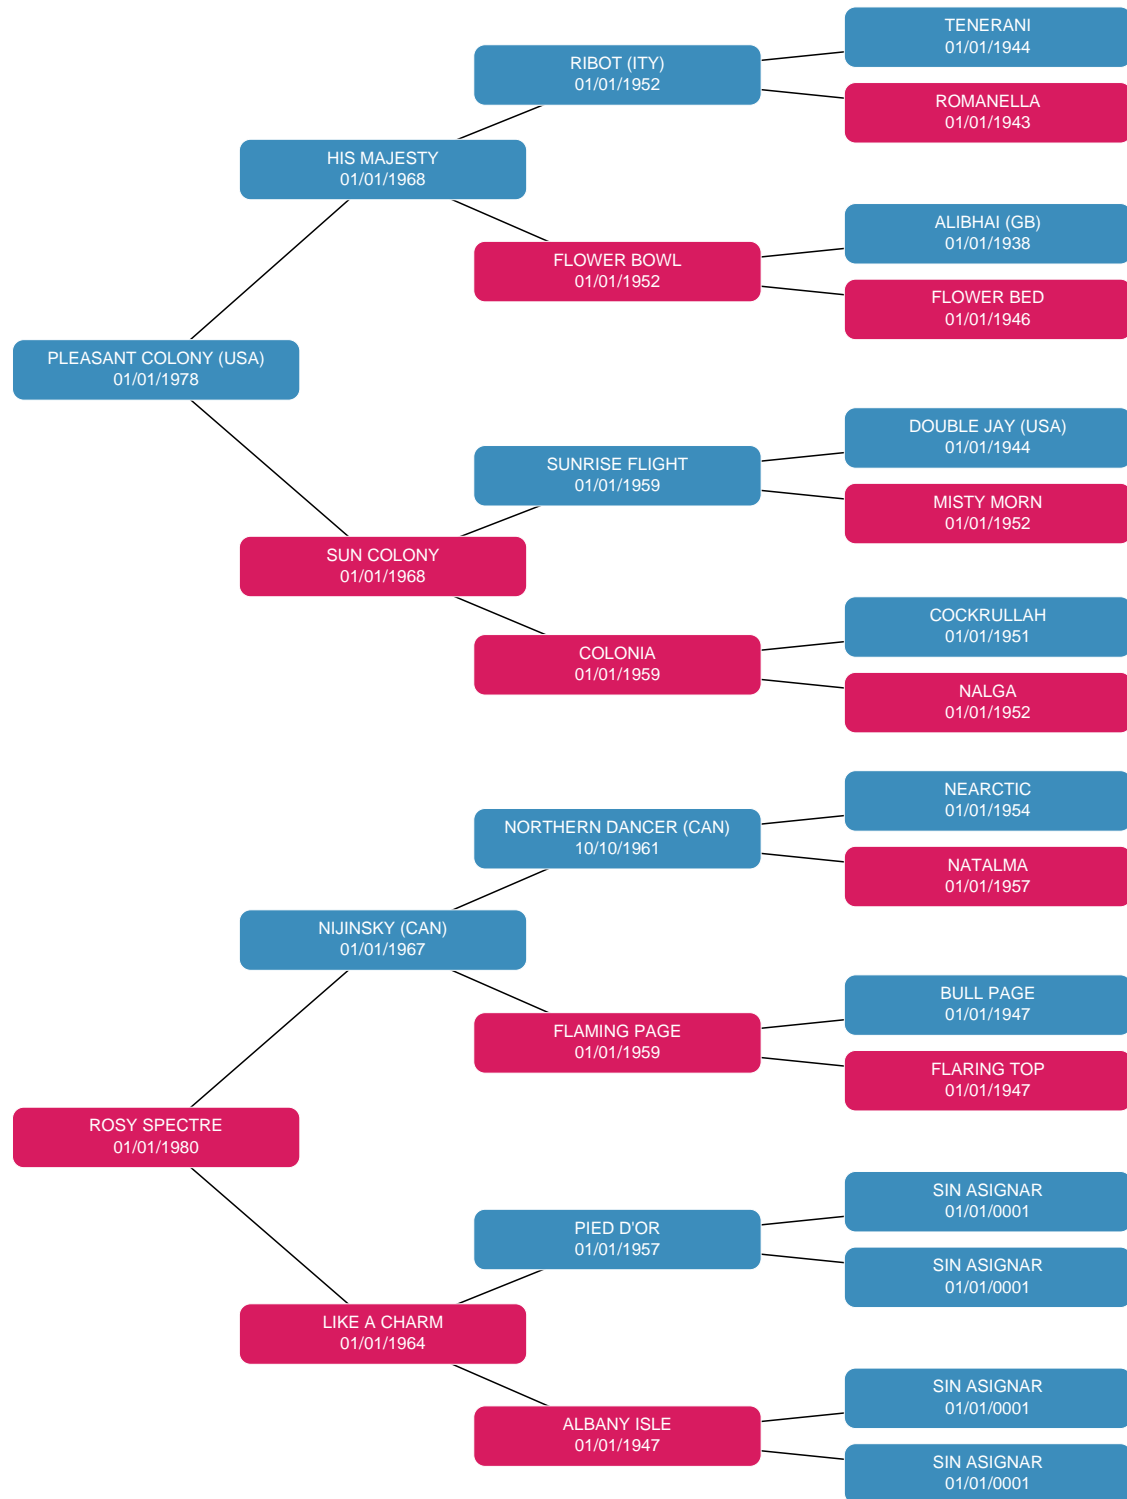 TENERANI
01/01/1944
RIBOT (ITY)
01/01/1952
ROMANELLA
01/01/1943
HIS MAJESTY
01/01/1968
ALIBHAI (GB)
01/01/1938
FLOWER BOWL
01/01/1952
FLOWER BED
01/01/1946
PLEASANT COLONY (USA)
01/01/1978
DOUBLE JAY (USA)
01/01/1944
SUNRISE FLIGHT
01/01/1959
MISTY MORN
01/01/1952
SUN COLONY
01/01/1968
COCKRULLAH
01/01/1951
COLONIA
01/01/1959
NALGA
01/01/1952
NEARCTIC
01/01/1954
NORTHERN DANCER (CAN)
10/10/1961
NATALMA
01/01/1957
NIJINSKY (CAN)
01/01/1967
BULL PAGE
01/01/1947
FLAMING PAGE
01/01/1959
FLARING TOP
01/01/1947
ROSY SPECTRE
01/01/1980
SIN ASIGNAR
01/01/0001
PIED D'OR
01/01/1957
SIN ASIGNAR
01/01/0001
LIKE A CHARM
01/01/1964
SIN ASIGNAR
01/01/0001
ALBANY ISLE
01/01/1947
SIN ASIGNAR
01/01/0001